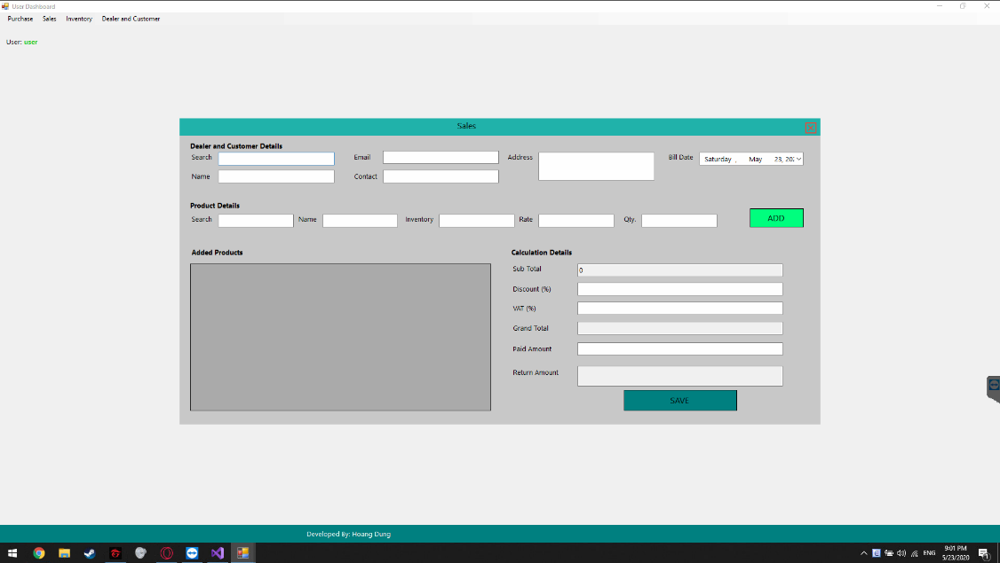 User Dashboard
Purchase Sales Inventory Dealer and Customer
User: user
Sales
Dealer and Customer Details
Search Email Address Bill Date Saturday , May 23, 202
Name Contact
Product Details
Search Name Inventory Rate Qty. ADD
Added Products Calculation Details
Sub Total 0
Discount (%)
VAT (%)
Grand Total
Paid Amount
Return Amount
SAVE
Developed By: Hoang Dung
ENG 9:01 PM
5/23/2020
1